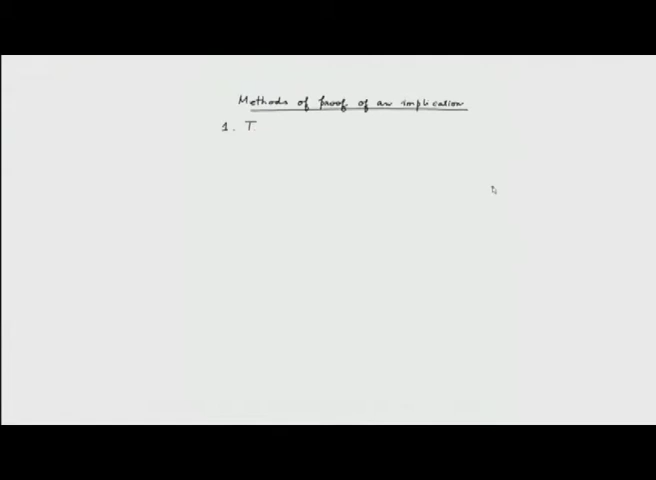 Methods of proof of an implication
1. T